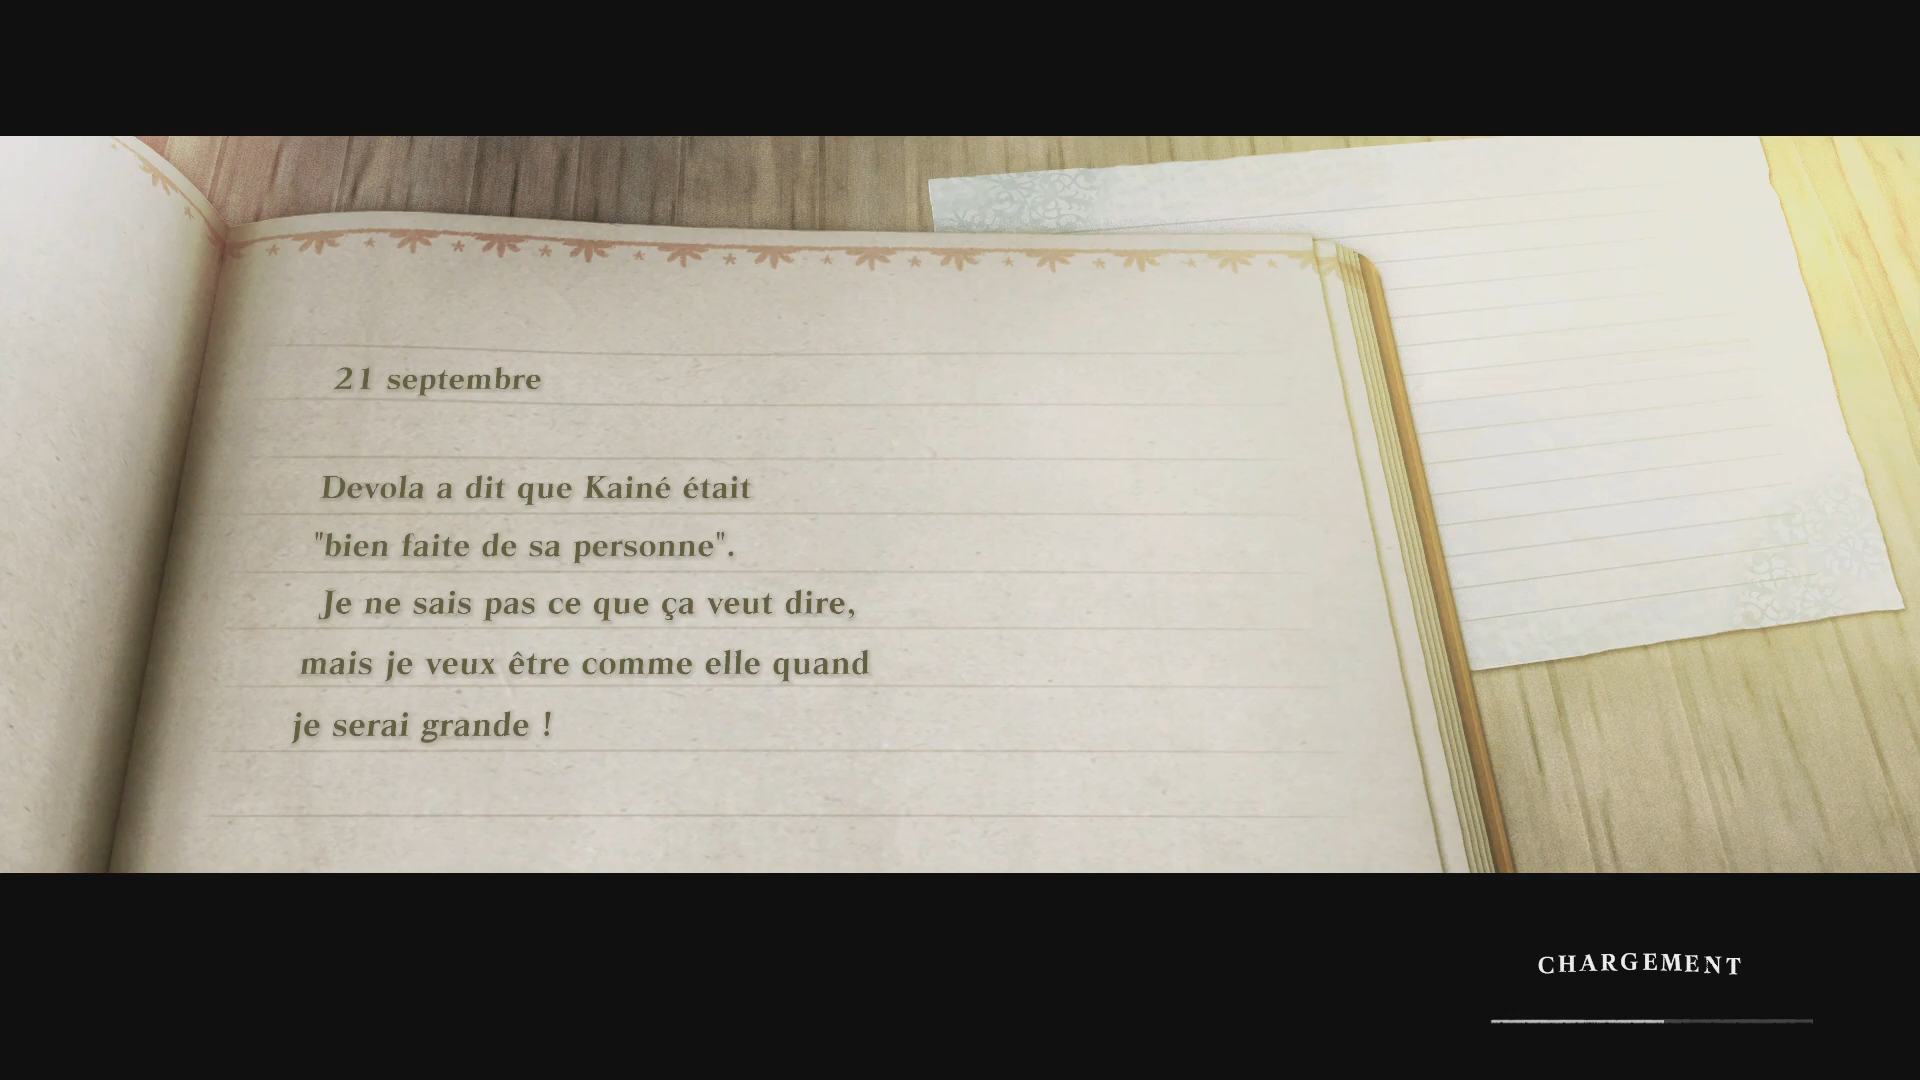 21 septembre
Devola a dit que Kainé était
"bien faite de sa personne".
Je ne sais pas ce que ça veut dire,
mais je veux être comme elle quand
je serai grande !
CHARGEMENT